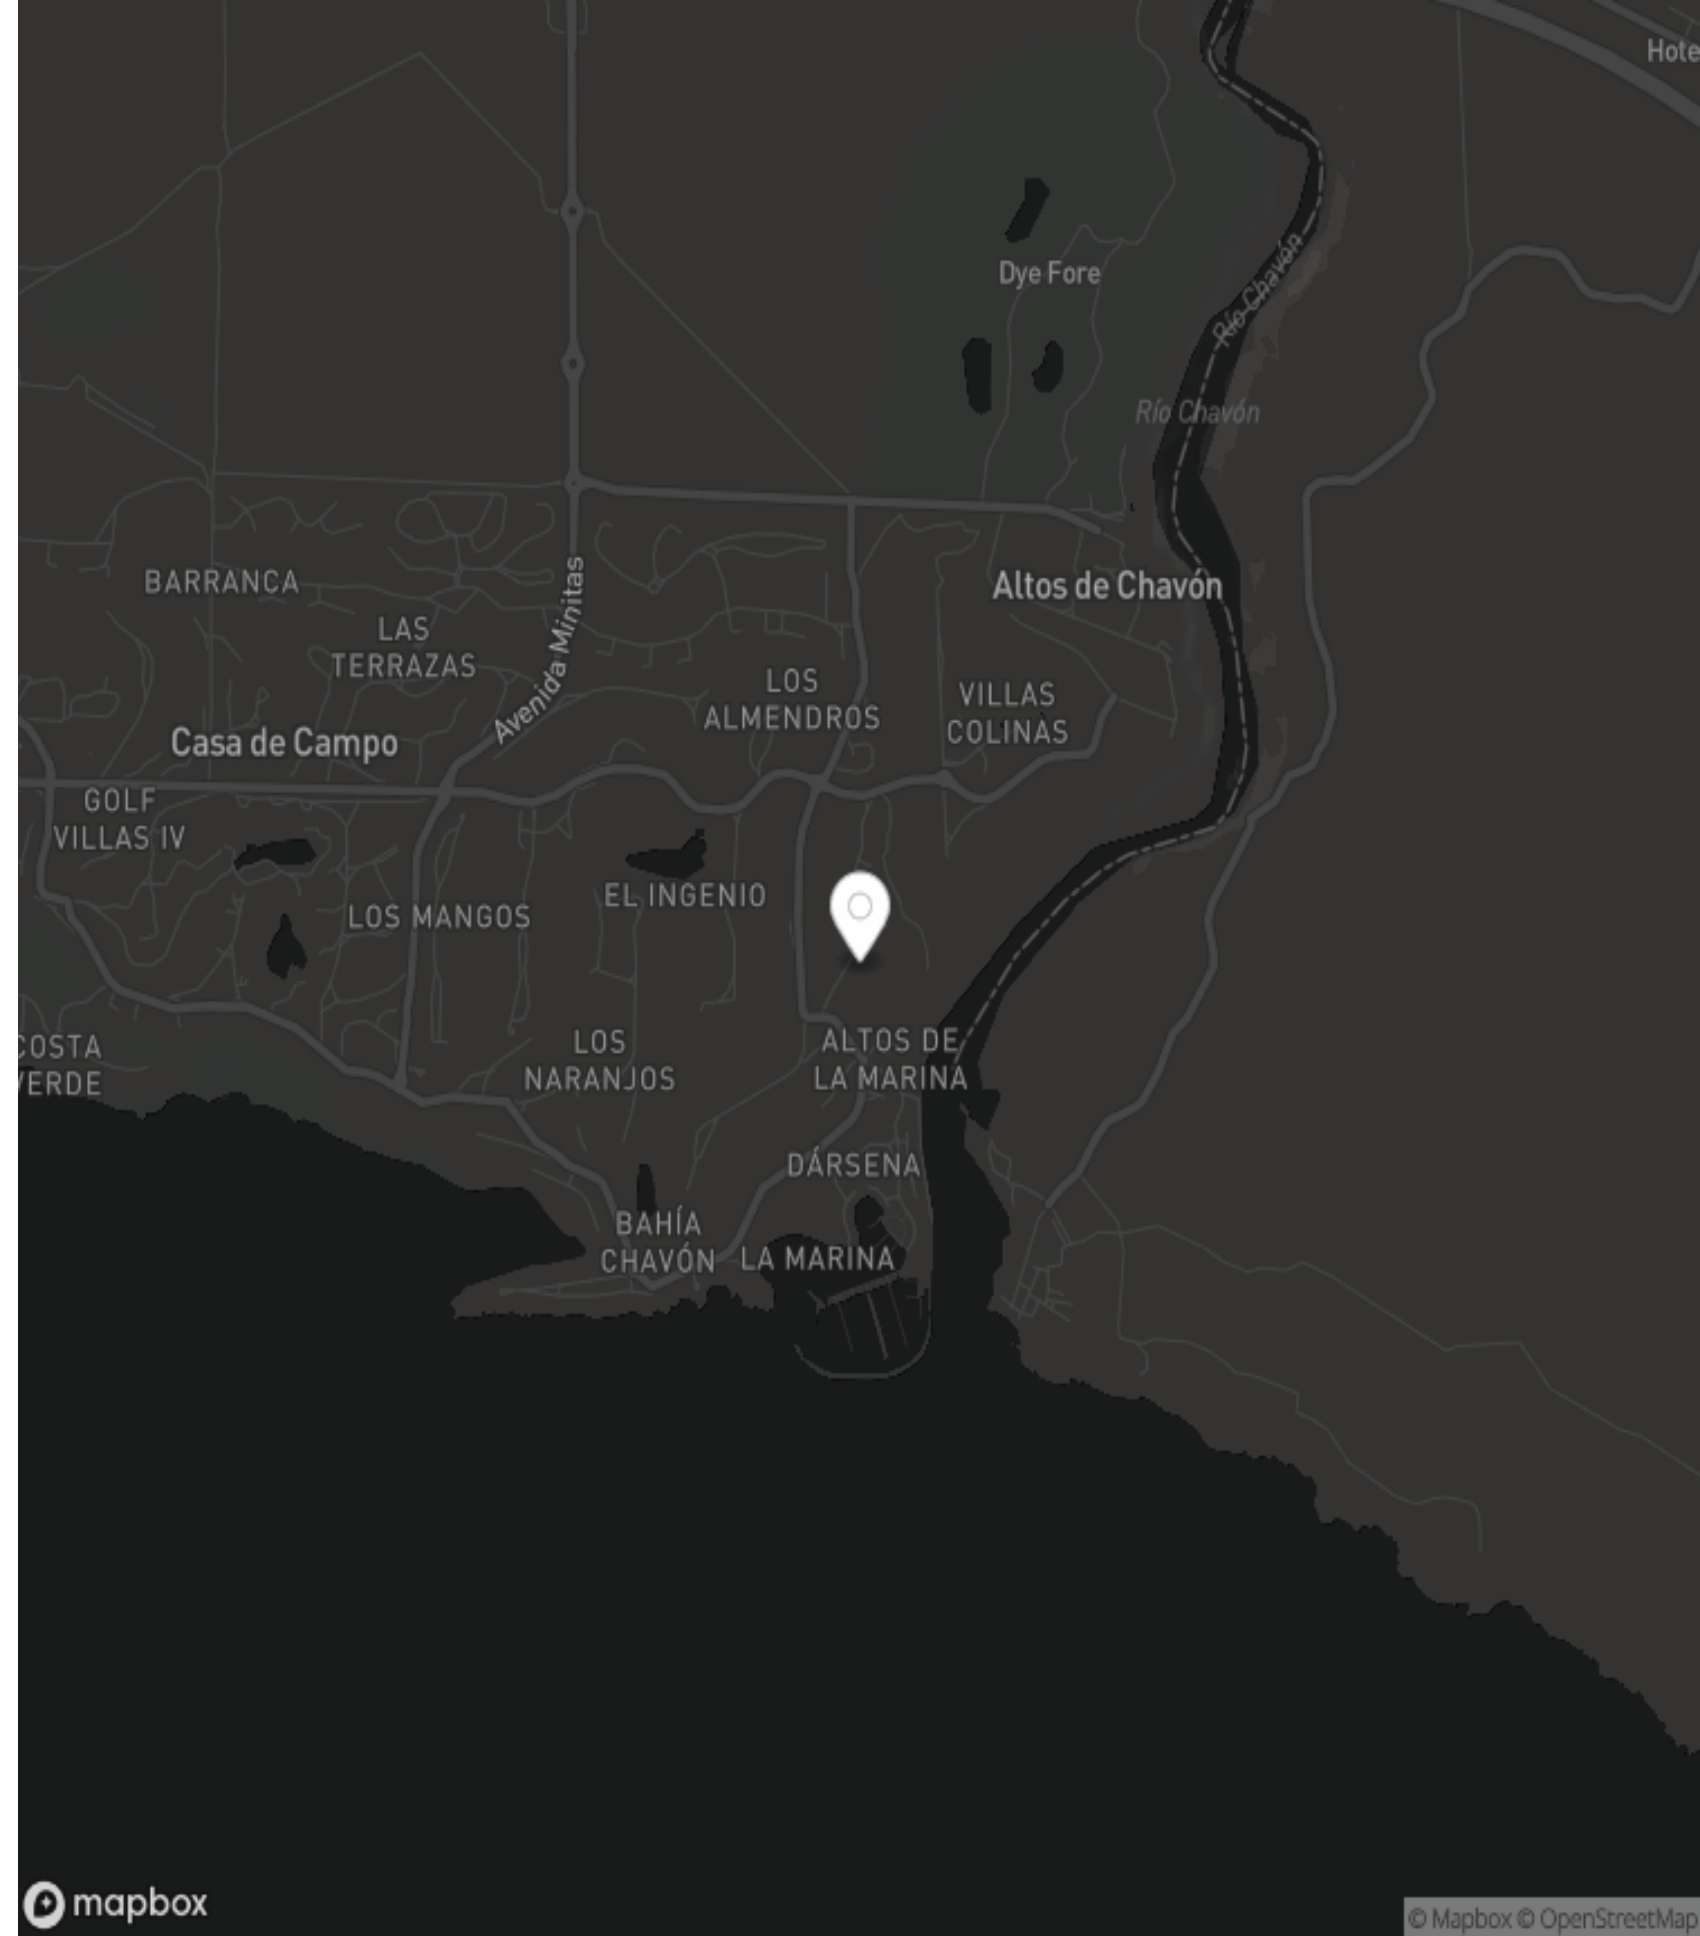 Hote
Dye Fore
Río Chavón
Río Chavón
BARRANCA
Avenida Minitas
Altos de Chavón
LAS
TERRAZAS
LOS
ALMENDROS
VILLAS
COLINAS
Casa de Campo
GOLF
VILLAS IV
EL INGENIO
LOS MANGOS
COSTA
VERDE
LOS
NARANJOS
ALTOS DE
LA MARINA
DÁRSENA
BAHÍA
CHAVÓN
LA MARINA
mapbox
© Mapbox © OpenStreetMap